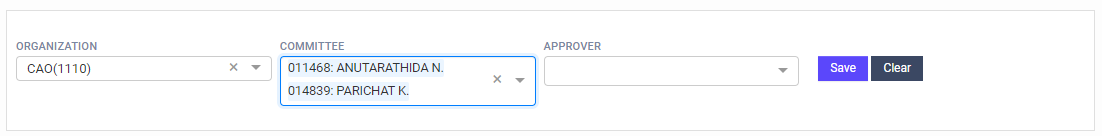 ORGANIZATION
COMMITTEE
APPROVER
CAO(1110)
011468: ANUTARATHIDA N.
014839: PARICHAT K.
Save
Clear